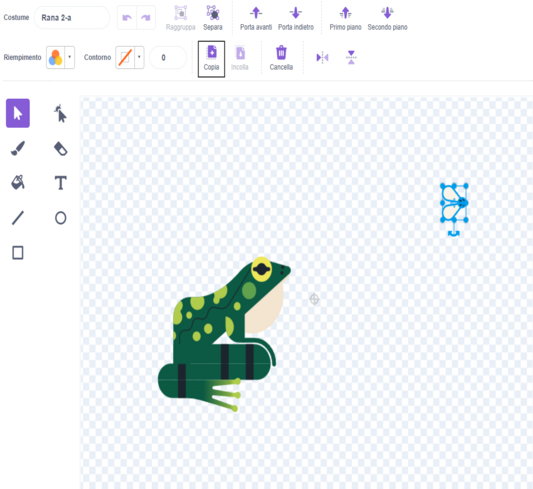 Costume Rana 2-a
Raggruppa Separa Porta avanti Porta indietro Primo piano Secondo piano
Riempimento Contorno 0
Copia Incolla Cancella
T